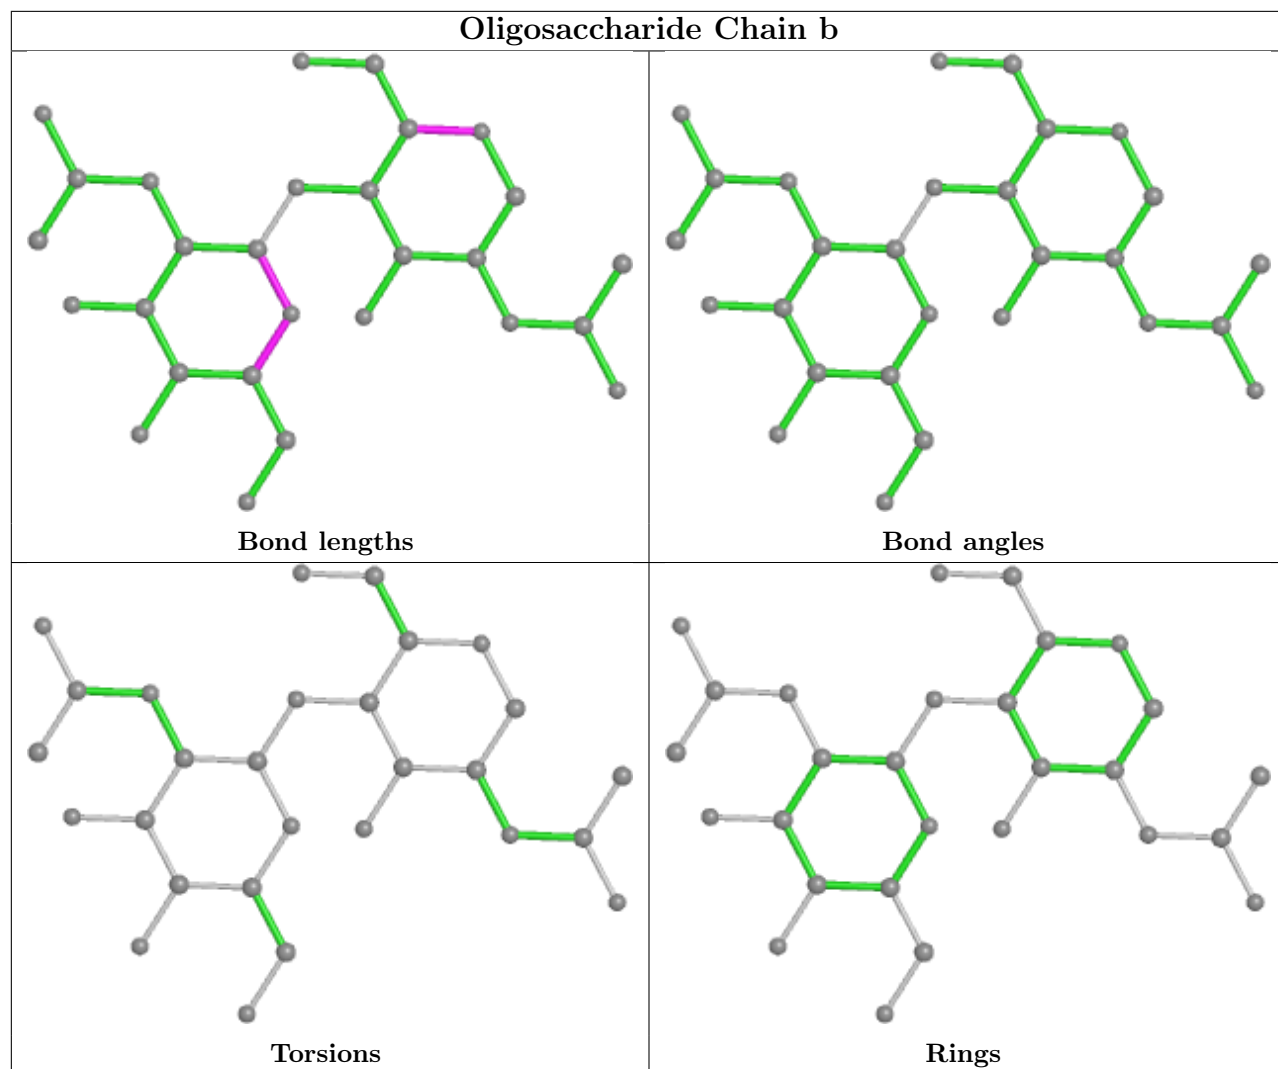 Oligosaccharide Chain b
Bond lengths
Bond angles
Torsions
Rings